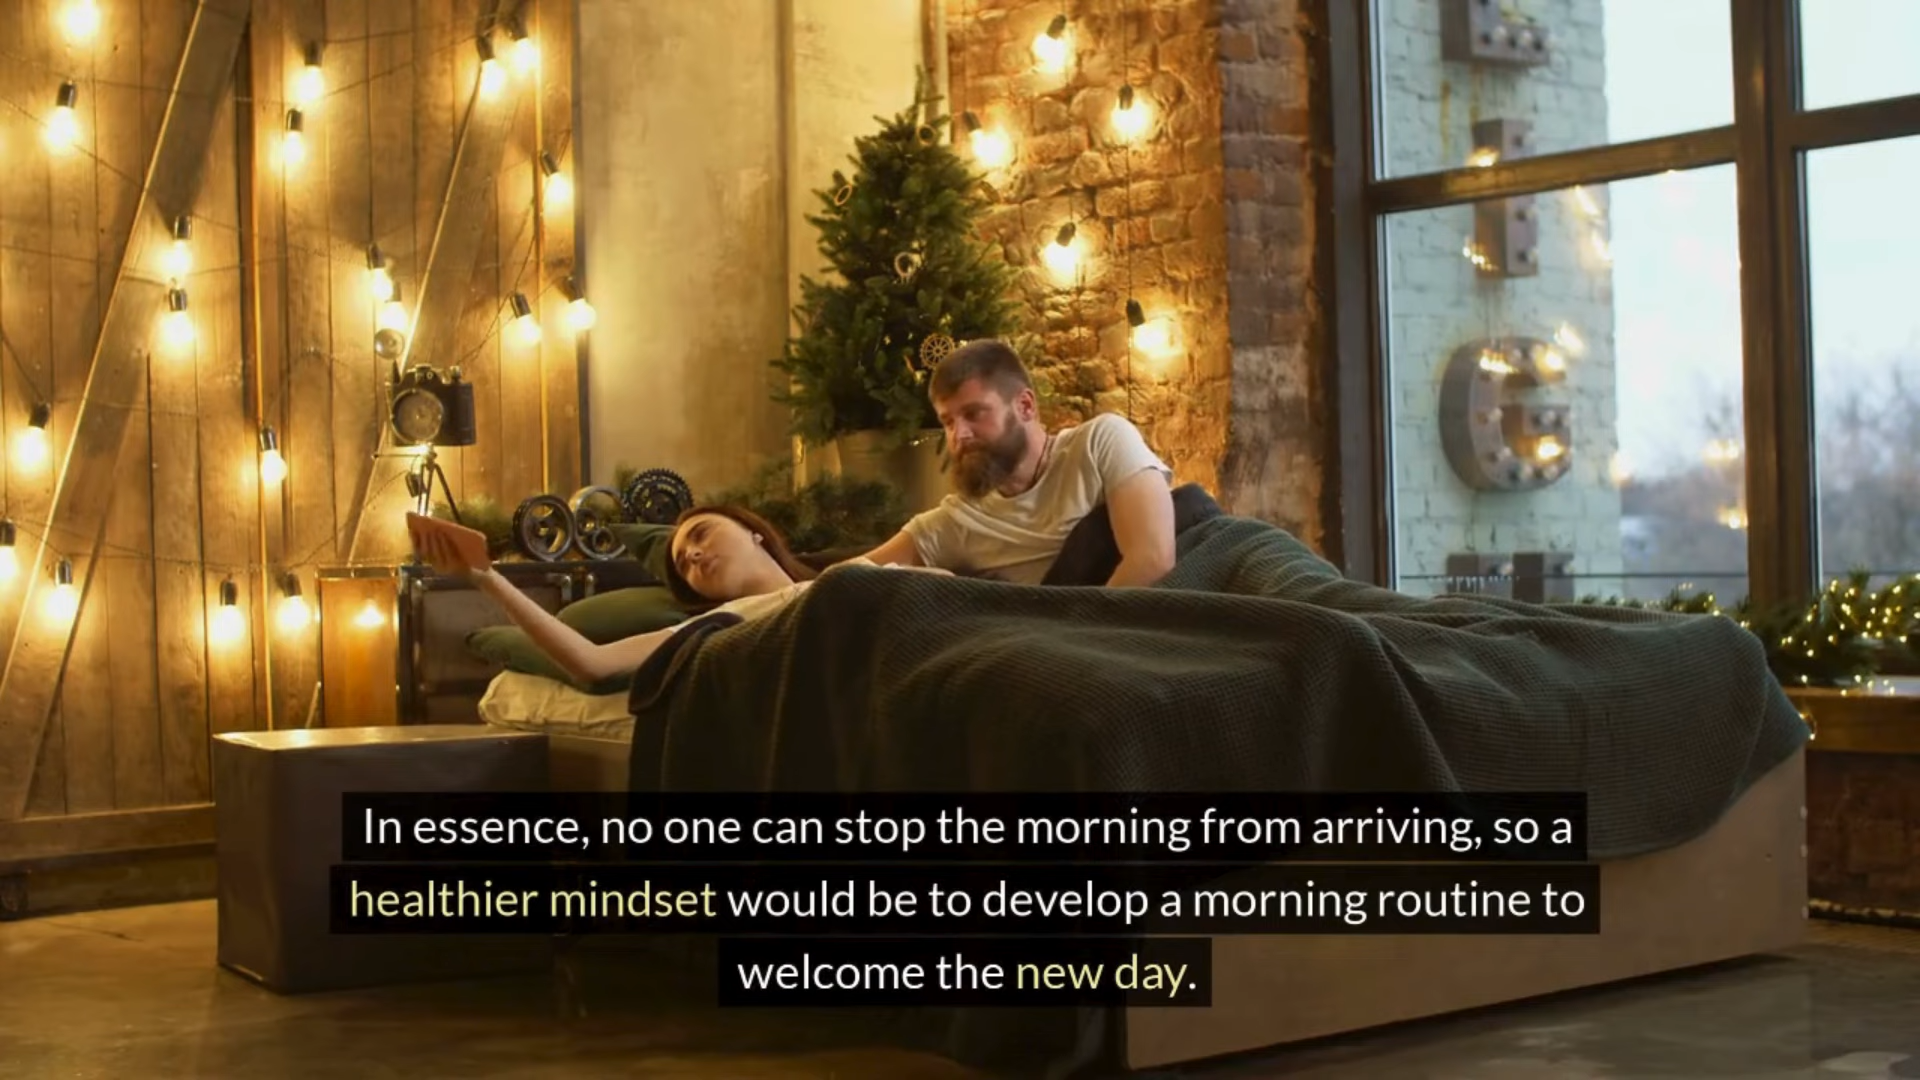 In essence, no one can stop the morning from arriving, so a
healthier mindset would be to develop a morning routine to
welcome the new day.